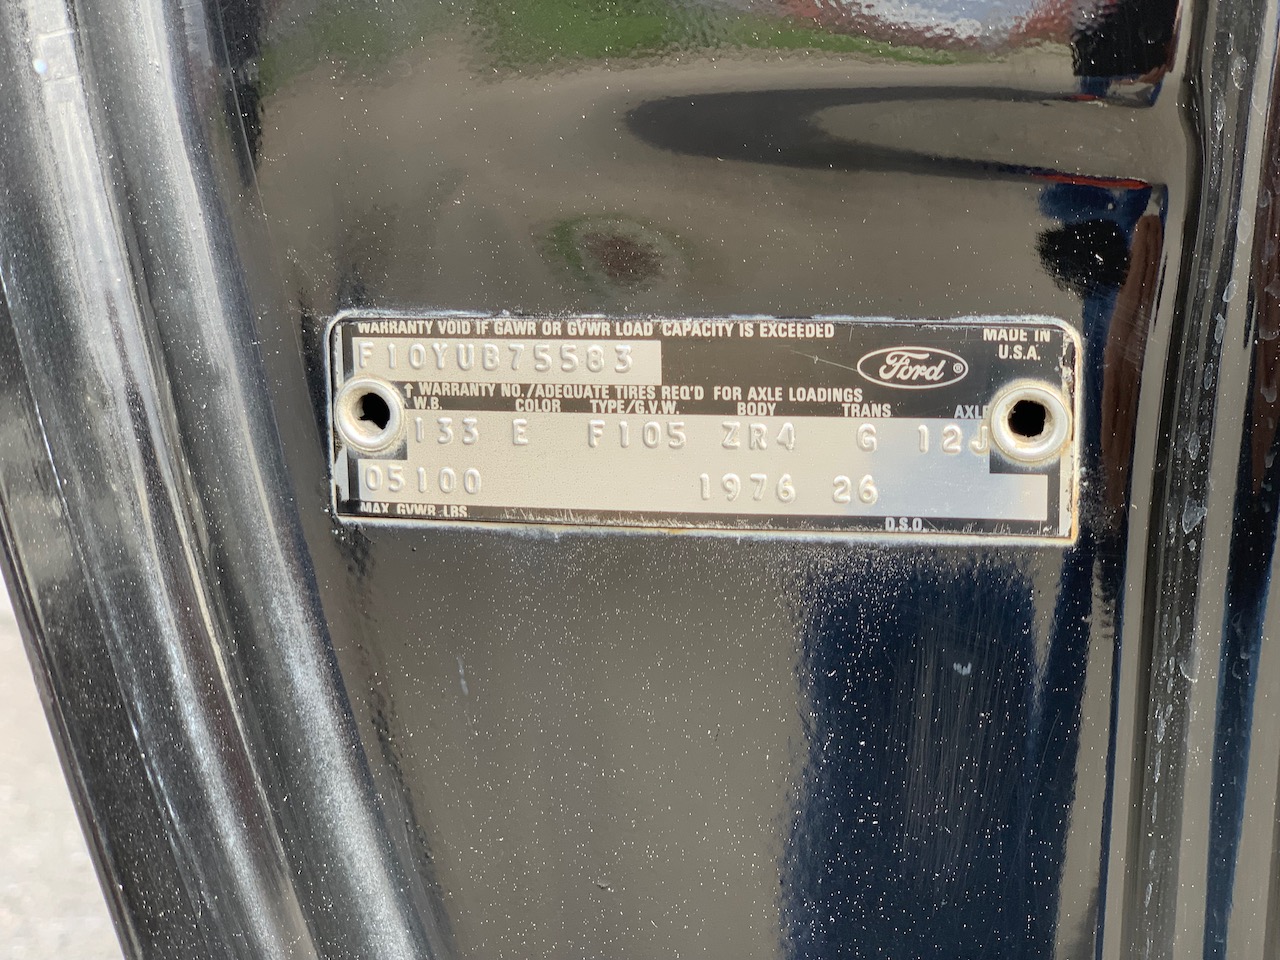 WARRANTY VOID IF GAWR OR GVWR LOAD CAPACITY IS EXCEEDED
MADE IN U.S.A.
F10YUB75583
Ford ®
↑ WARRANTY NO./ADEQUATE TIRES REQ'D FOR AXLE LOADINGS
W.B. COLOR TYPE/G.V.W. BODY TRANS AXLE
133 E F105 ZR4 G 12J
05100 1976 26
MAX GVWR LBS D.S.O.